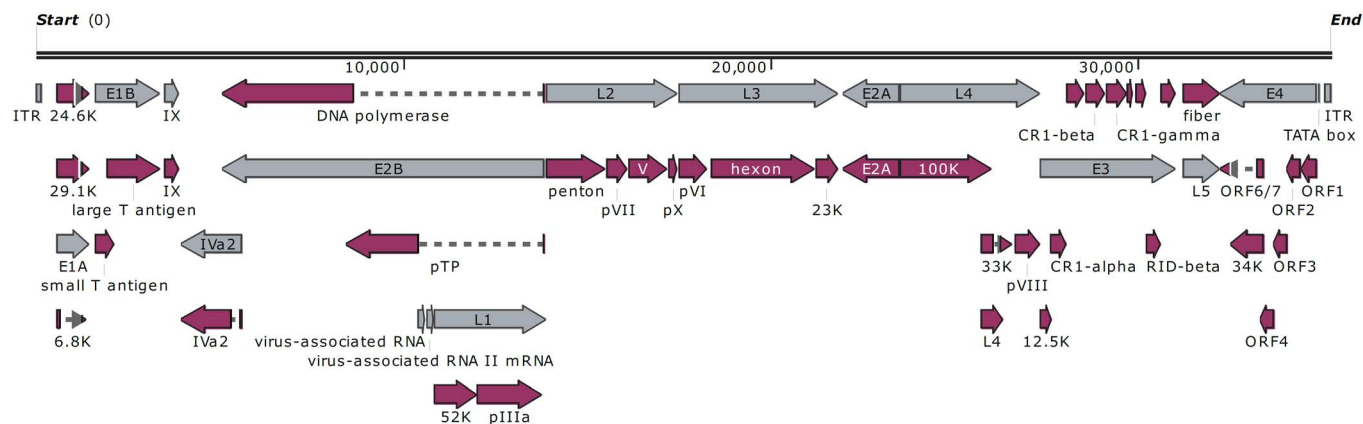 Start (0) End
10,000 20,000 30,000
E1B L2 L3 E2A L4 E4
ITR 24.6K IX DNA polymerase fiber ITR
CR1-beta CR1-gamma TATA box
E2B V hexon E2A 100K E3
29.1K IX penton pVI L5 ORF6/7 ORF1
large T antigen pVII pX 23K ORF2
IVa2
E1A pTP 33K CR1-alpha RID-beta 34K ORF3
small T antigen pVIII
L1
6.8K IVa2 virus-associated RNA L4 12.5K ORF4
virus-associated RNA II mRNA
52K pIIIa